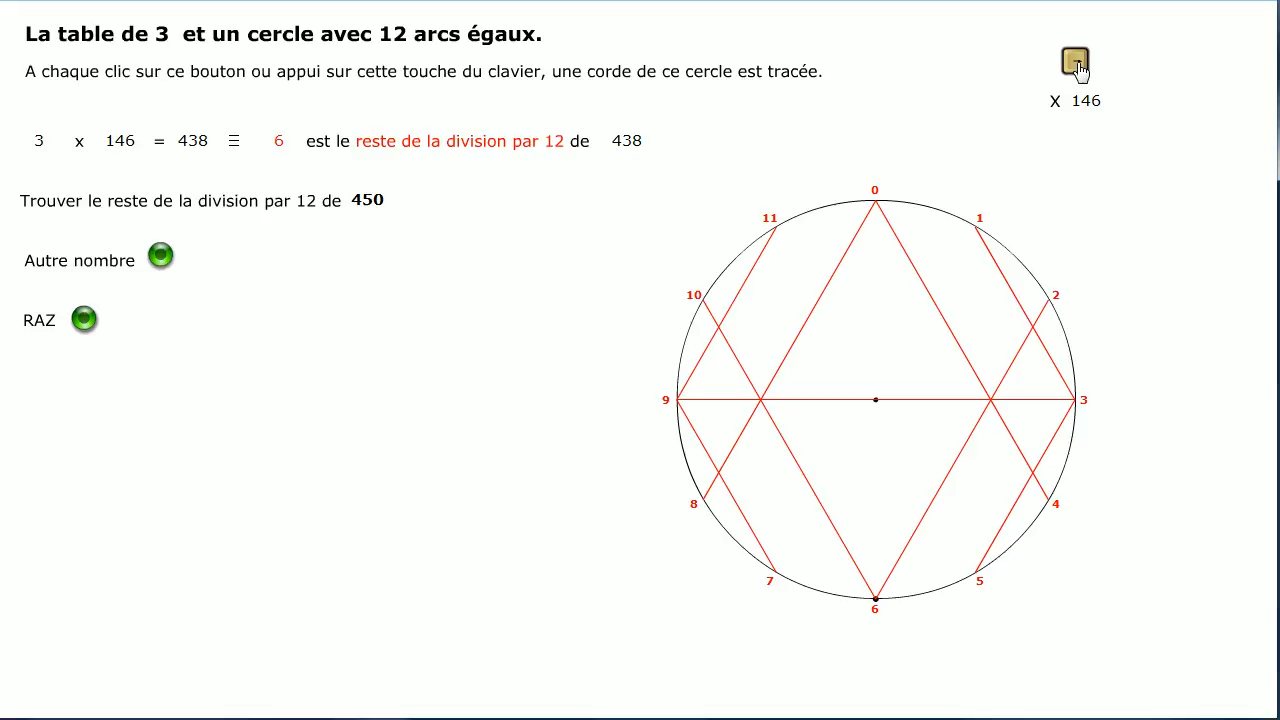 La table de 3 et un cercle avec 12 arcs égaux.
A chaque clic sur ce bouton ou appui sur cette touche du clavier, une corde de ce cercle est tracée.
X 146
3 x 146 = 438 Ξ 6 est le reste de la division par 12 de 438
Trouver le reste de la division par 12 de 450
Autre nombre
RAZ
0
11 1
10 2
9 3
8 4
7 5
6